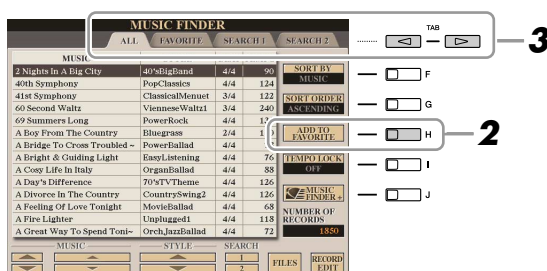 MUSIC FINDER
TAB
ALL FAVORITE SEARCH 1 SEARCH 2
3
MUSIC
2 Nights In A Big City 40'sBigBand 4/4 90
40th Symphony PopClassics 4/4 124
41st Symphony ClassicalMenuet 3/4 122
60 Second Waltz VienneseWaltz1 3/4 240
69 Summers Long PowerRock 4/4
A Boy From The Country Bluegrass 2/4
A Bridge To Cross Troubled ~ PowerBallad 4/4
A Bright & Guiding Light EasyListening 4/4 76
A Cosy Life In Italy OrganBallad 4/4 88
A Day's Difference 70'sTVTheme 4/4 126
A Divorce In The Country CountrySwing2 4/4 126
A Feeling Of Love Tonight MovieBallad 4/4 68
A Fire Lighter Unplugged1 4/4 118
A Great Way To Spend Toni~ OrchJazzBallad 4/4 72
SORT BY
MUSIC
F
SORT ORDER
ASCENDING
G
ADD TO
FAVORITE
H
2
TEMPO LOCK
OFF
I
MUSIC
FINDER +
J
NUMBER OF
RECORDS
1850
MUSIC STYLE SEARCH
1
2
FILES
RECORD
EDIT